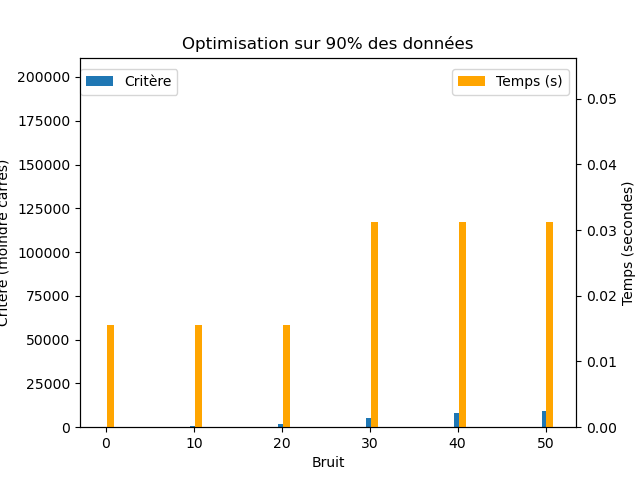 Optimisation sur 90% des données
Critère
Temps (s)
200000
175000
150000
125000
100000
75000
50000
25000
0
0.05
0.04
0.03
0.02
0.01
0.00
0 10 20 30 40 50
Bruit
Critère (moindre carrés)
Temps (secondes)